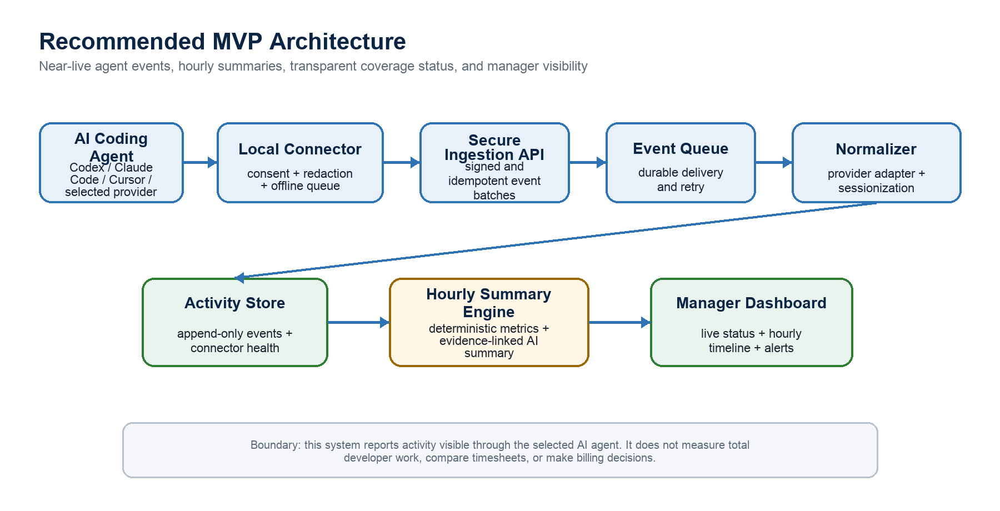 Recommended MVP Architecture
Near-live agent events, hourly summaries, transparent coverage status, and manager visibility
AI Coding
Agent
Codex / Claude
Code / Cursor /
selected provider
Local Connector
consent + redaction
+ offline queue
Secure
Ingestion API
signed and
idempotent event
batches
Event Queue
durable delivery
and retry
Normalizer
provider adapter +
sessionization
Activity Store
append-only events +
connector health
Hourly Summary
Engine
deterministic metrics +
evidence-linked AI
summary
Manager Dashboard
live status + hourly
timeline + alerts
Boundary: this system reports activity visible through the selected AI agent. It does not measure total
developer work, compare timesheets, or make billing decisions.